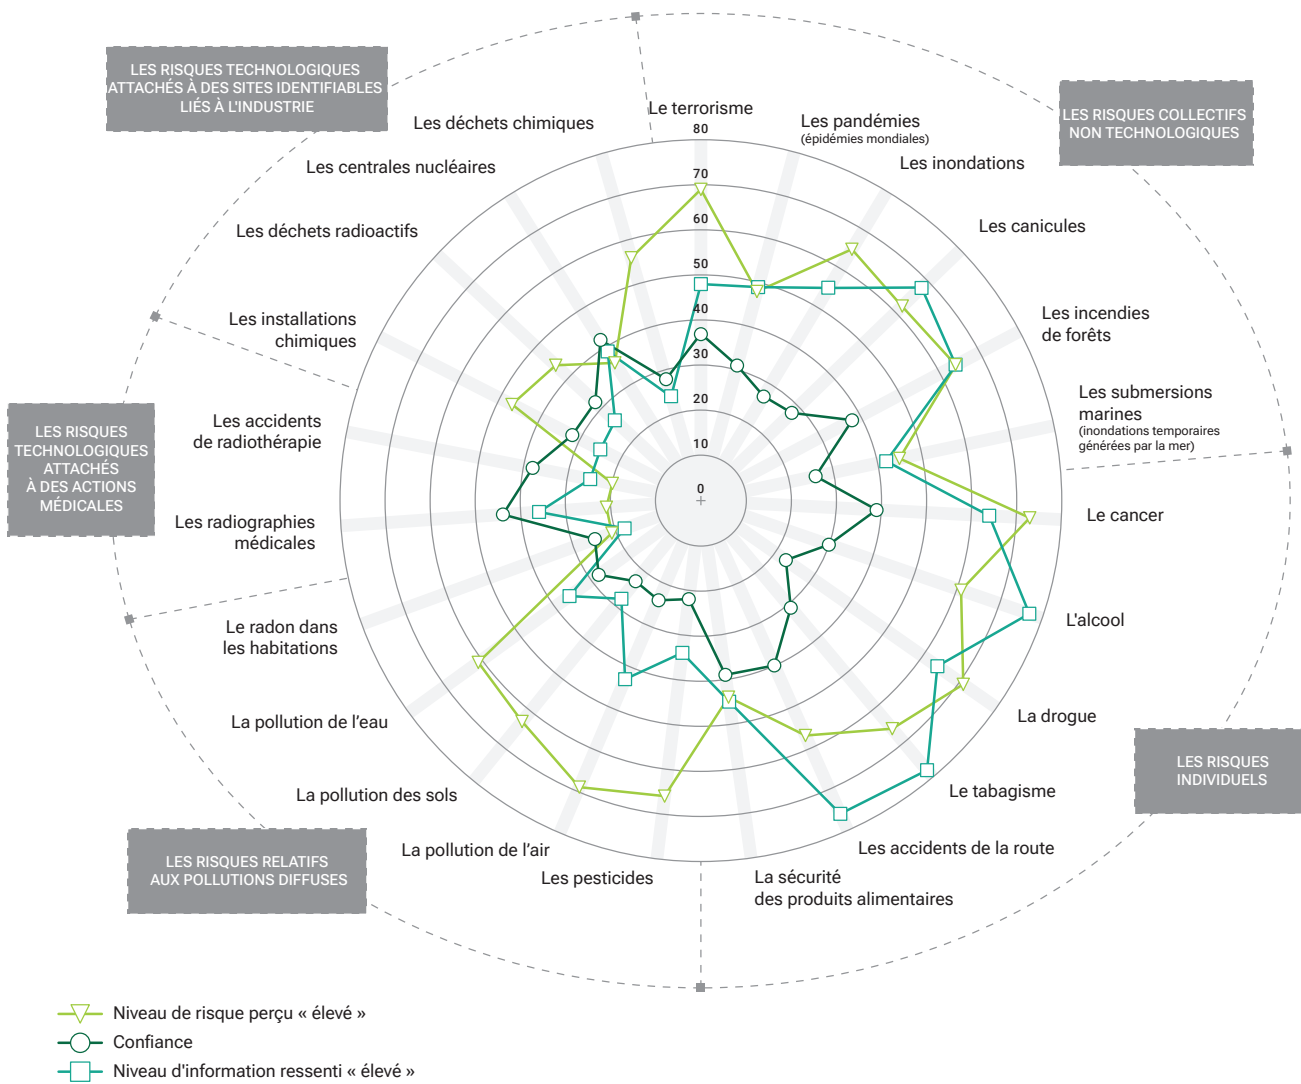 LES RISQUES TECHNOLOGIQUES
ATTACHÉS À DES SITES IDENTIFIABLES
LIÉS À L'INDUSTRIE
LES RISQUES COLLECTIFS
NON TECHNOLOGIQUES
LES RISQUES
TECHNOLOGIQUES
ATTACHÉS
À DES ACTIONS
MÉDICALES
LES RISQUES
INDIVIDUELS
LES RISQUES RELATIFS
AUX POLLUTIONS DIFFUSES
Le terrorisme
Les pandémies
(épidémies mondiales)
Les inondations
Les canicules
Les incendies
de forêts
Les submersions
marines
(inondations temporaires
générées par la mer)
Le cancer
L'alcool
La drogue
Le tabagisme
Les accidents de la route
La sécurité
des produits alimentaires
Les pesticides
La pollution de l'air
La pollution des sols
La pollution de l'eau
Le radon dans
les habitations
Les radiographies
médicales
Les accidents
de radiothérapie
Les installations
chimiques
Les déchets radioactifs
Les centrales nucléaires
Les déchets chimiques
80
70
60
50
40
30
20
10
0
Niveau de risque perçu « élevé »
Confiance
Niveau d'information ressenti « élevé »